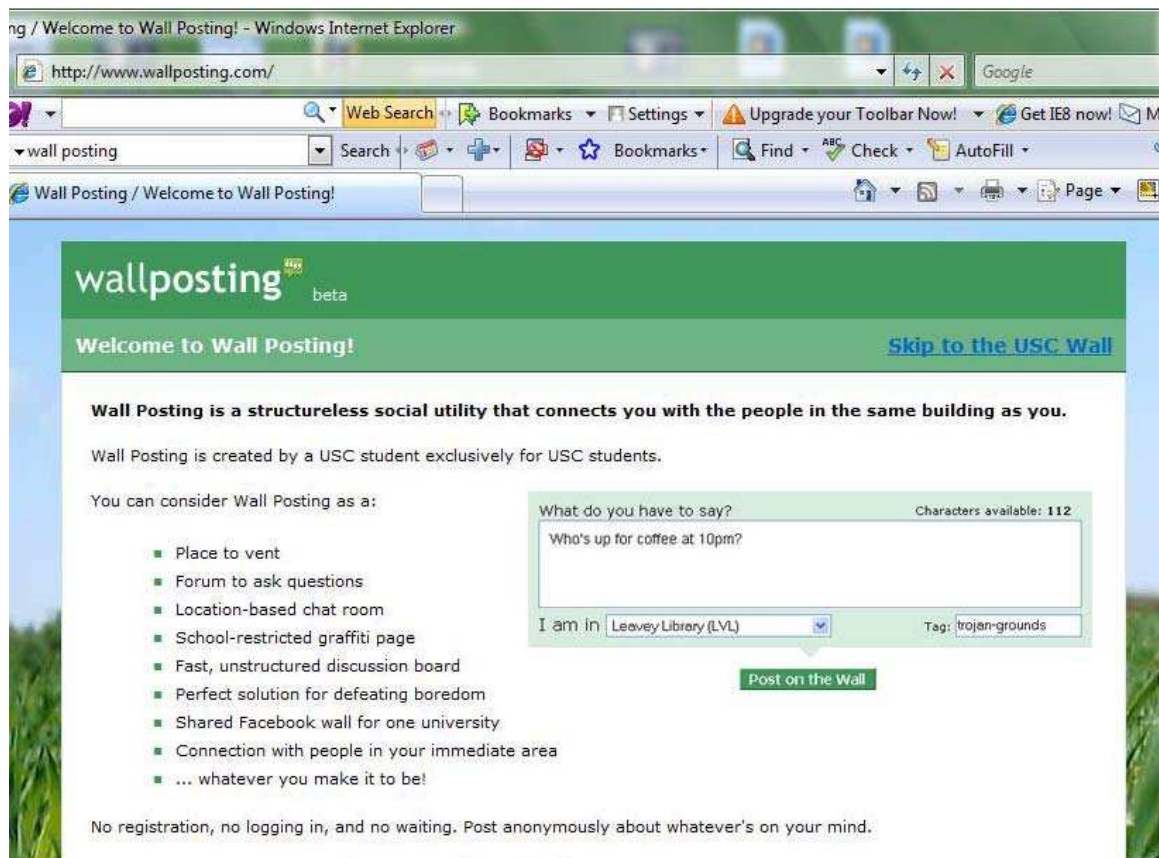 ng / Welcome to Wall Posting! - Windows Internet Explorer
http://www.wallposting.com/
Google
Web Search Bookmarks Settings Upgrade your Toolbar Now! Get IE8 now! M
wall posting Search Bookmarks Find Check AutoFill
Wall Posting / Welcome to Wall Posting! Page
wallposting beta
Welcome to Wall Posting! Skip to the USC Wall
Wall Posting is a structureless social utility that connects you with the people in the same building as you.
Wall Posting is created by a USC student exclusively for USC students.
You can consider Wall Posting as a:
Place to vent
Forum to ask questions
Location-based chat room
School-restricted graffiti page
Fast, unstructured discussion board
Perfect solution for defeating boredom
Shared Facebook wall for one university
Connection with people in your immediate area
... whatever you make it to be!
What do you have to say? Characters available: 112
Who's up for coffee at 10pm?
I am in Leavey Library (LVL) Tag: trojan-grounds
Post on the Wall
No registration, no logging in, and no waiting. Post anonymously about whatever's on your mind.